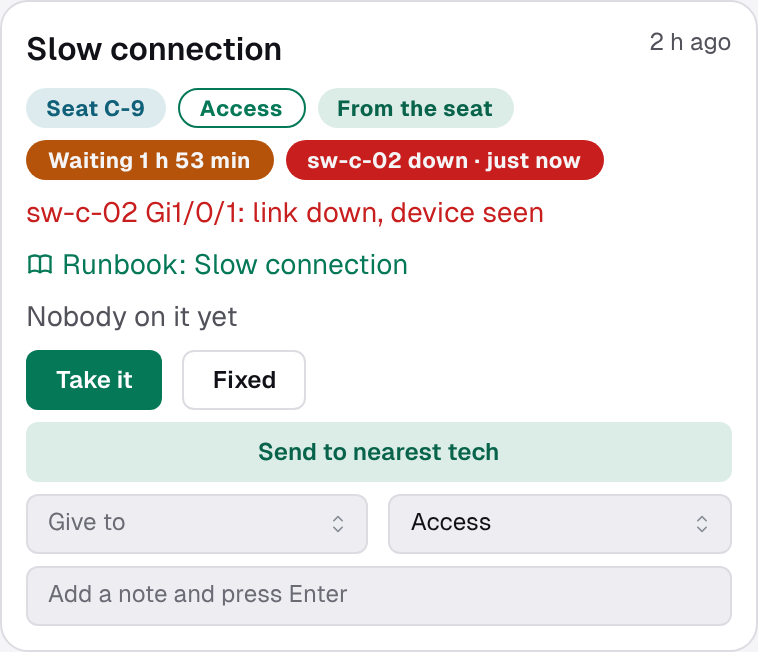 Slow connection
2 h ago
Seat C-9 Access From the seat
Waiting 1 h 53 min sw-c-02 down · just now
sw-c-02 Gi1/0/1: link down, device seen
Runbook: Slow connection
Nobody on it yet
Take it Fixed
Send to nearest tech
Give to Access
Add a note and press Enter